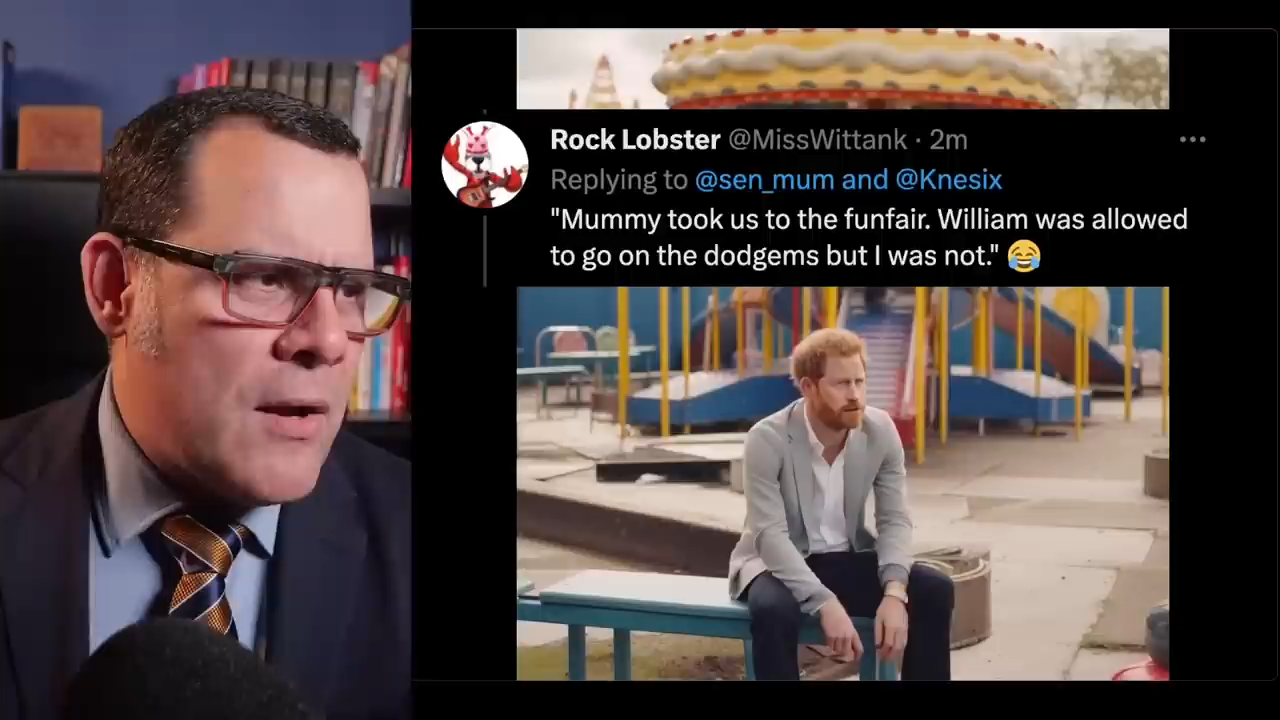 Rock Lobster @MissWittank · 2m
Replying to @sen_mum and @Knesix
"Mummy took us to the funfair. William was allowed
to go on the dodgems but I was not." 😂